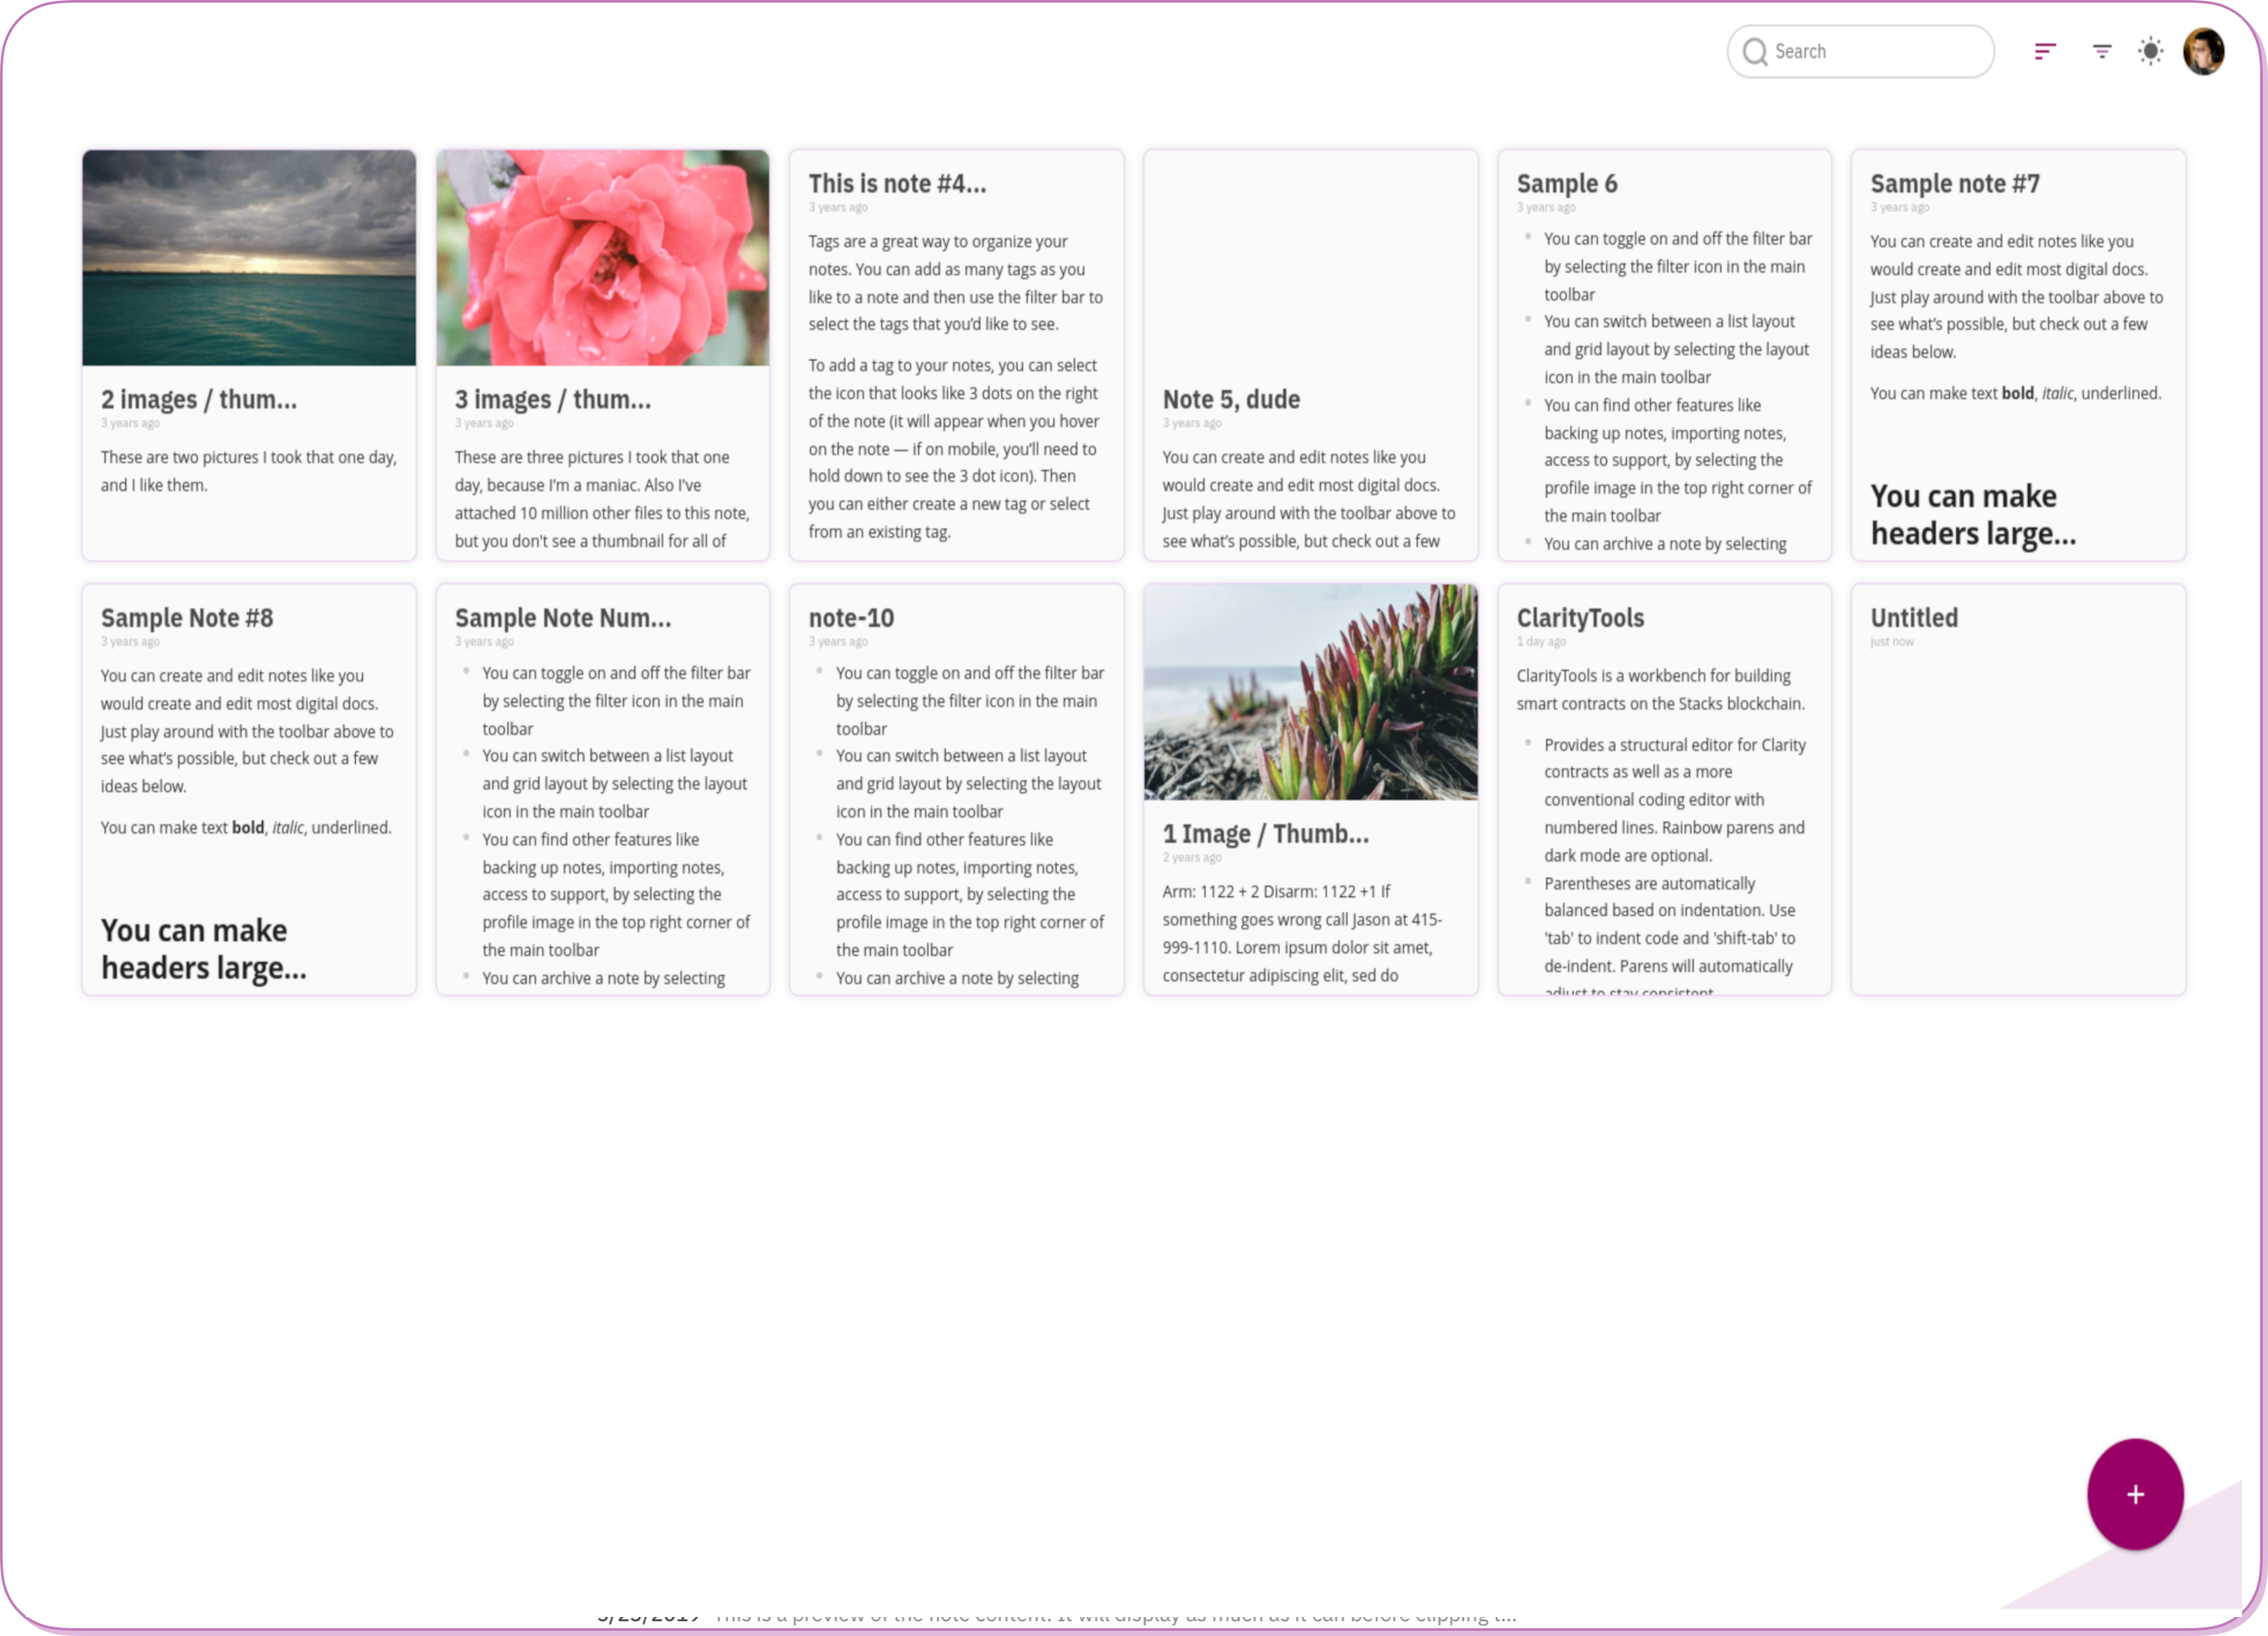 Search
2 images / thum...
3 years ago
These are two pictures I took that one day,
and I like them.
3 images / thum...
3 years ago
These are three pictures I took that one
day, because I'm a maniac. Also I've
attached 10 million other files to this note,
but you don't see a thumbnail for all of
This is note #4...
3 years ago
Tags are a great way to organize your
notes. You can add as many tags as you
like to a note and then use the filter bar to
select the tags that you’d like to see.
To add a tag to your notes, you can select
the icon that looks like 3 dots on the right
of the note (it will appear when you hover
on the note — if on mobile, you’ll need to
hold down to see the 3 dot icon). Then
you can either create a new tag or select
from an existing tag.
Note 5, dude
3 years ago
You can create and edit notes like you
would create and edit most digital docs.
Just play around with the toolbar above to
see what’s possible, but check out a few
Sample 6
3 years ago
You can toggle on and off the filter bar
by selecting the filter icon in the main
toolbar
You can switch between a list layout
and grid layout by selecting the layout
icon in the main toolbar
You can find other features like
backing up notes, importing notes,
access to support, by selecting the
profile image in the top right corner of
the main toolbar
You can archive a note by selecting
Sample note #7
3 years ago
You can create and edit notes like you
would create and edit most digital docs.
Just play around with the toolbar above to
see what’s possible, but check out a few
ideas below.
You can make text bold, italic, underlined.
You can make
headers large...
Sample Note #8
3 years ago
You can create and edit notes like you
would create and edit most digital docs.
Just play around with the toolbar above to
see what’s possible, but check out a few
ideas below.
You can make text bold, italic, underlined.
You can make
headers large...
Sample Note Num...
3 years ago
You can toggle on and off the filter bar
by selecting the filter icon in the main
toolbar
You can switch between a list layout
and grid layout by selecting the layout
icon in the main toolbar
You can find other features like
backing up notes, importing notes,
access to support, by selecting the
profile image in the top right corner of
the main toolbar
You can archive a note by selecting
note-10
3 years ago
You can toggle on and off the filter bar
by selecting the filter icon in the main
toolbar
You can switch between a list layout
and grid layout by selecting the layout
icon in the main toolbar
You can find other features like
backing up notes, importing notes,
access to support, by selecting the
profile image in the top right corner of
the main toolbar
You can archive a note by selecting
1 Image / Thumb...
2 years ago
Arm: 1122 + 2 Disarm: 1122 +1 If
something goes wrong call Jason at 415-
999-1110. Lorem ipsum dolor sit amet,
consectetur adipiscing elit, sed do
ClarityTools
1 day ago
ClarityTools is a workbench for building
smart contracts on the Stacks blockchain.
Provides a structural editor for Clarity
contracts as well as a more
conventional coding editor with
numbered lines. Rainbow parens and
dark mode are optional.
Parentheses are automatically
balanced based on indentation. Use
'tab' to indent code and 'shift-tab' to
de-indent. Parens will automatically
adjust to stay consistent
Untitled
just now
+
This is a preview of the note content. It will display as much as it can before clipping t...